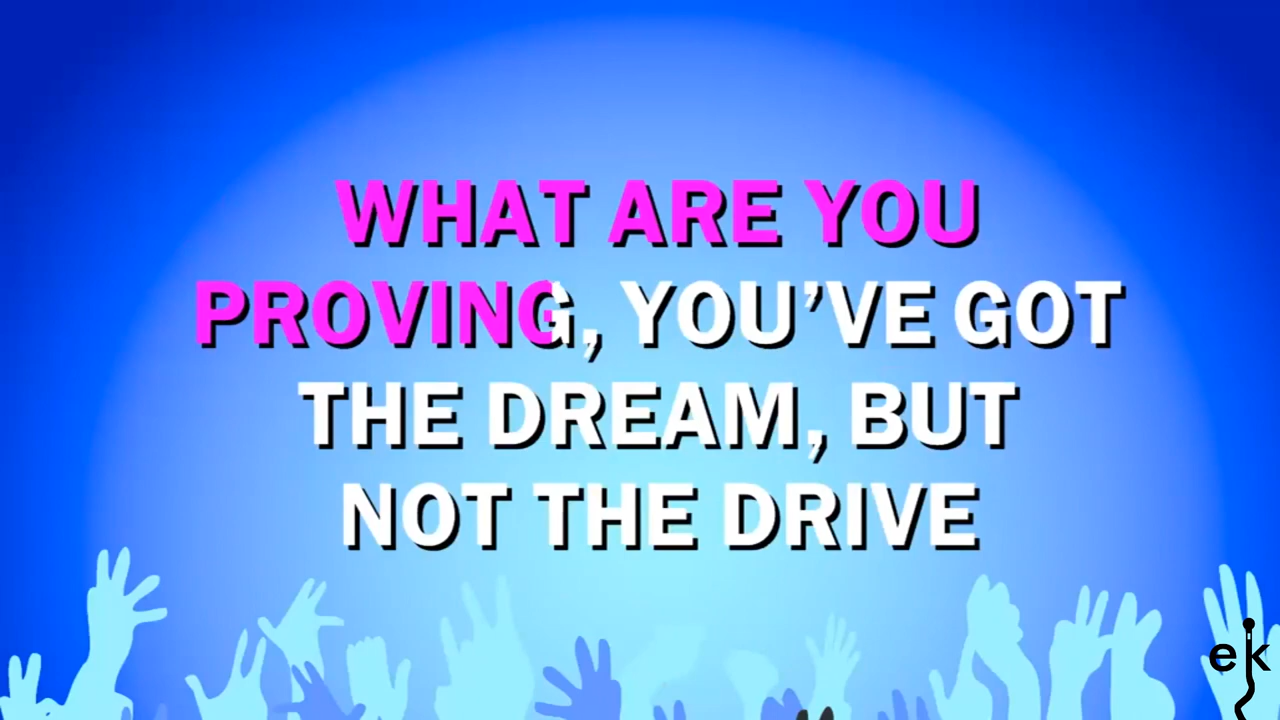 WHAT ARE YOU
PROVING, YOU’VE GOT
THE DREAM, BUT
NOT THE DRIVE
ek